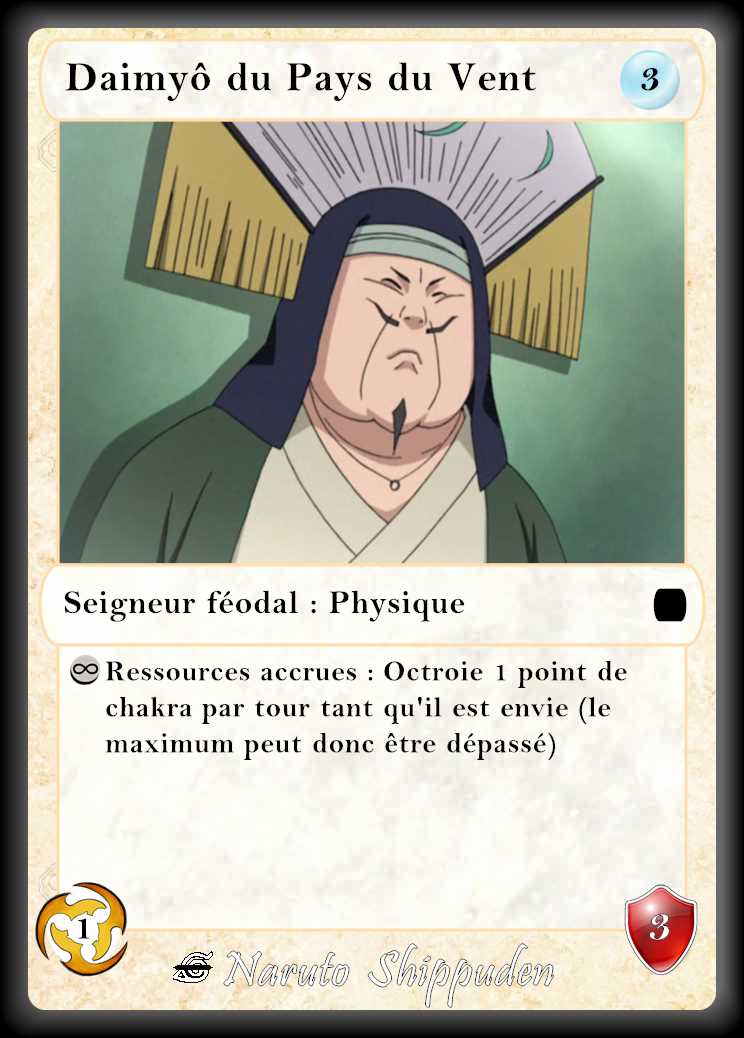 Daimyô du Pays du Vent
3
Seigneur féodal : Physique
Ressources accrues : Octroie 1 point de
chakra par tour tant qu'il est envie (le
maximum peut donc être dépassé)
1
3
Naruto Shippuden